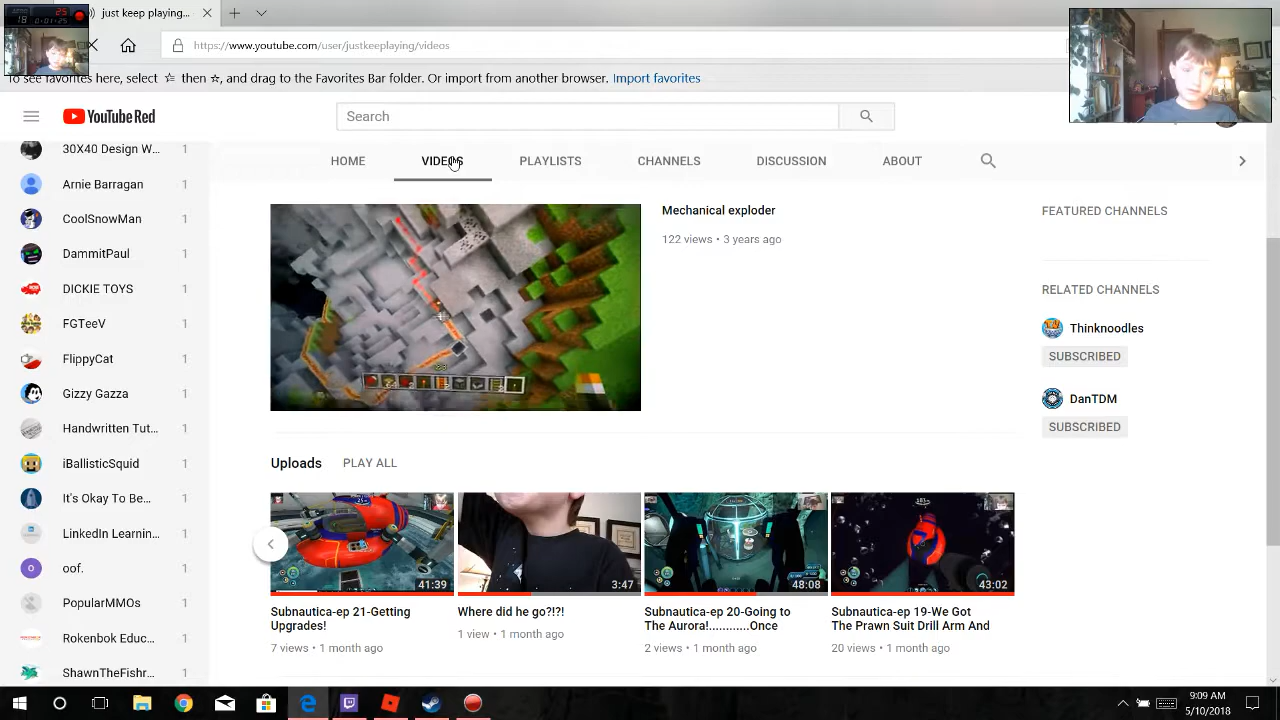 25
18
0:01:25
just keeping playing
https://www.youtube.com/user/justkeepplaying/videos
To see favorites here, select ☆ then ☆, and drag to the Favorites Bar folder. Or import from another browser. Import favorites
YouTube Red
Search
HOME
VIDEOS
PLAYLISTS
CHANNELS
DISCUSSION
ABOUT
30X40 Design W... 1
Arnie Barragan 1
CoolSnowMan 1
DammitPaul 1
DICKIE TOYS 1
FGTeeV 1
FlippyCat 1
Gizzy Gazza 1
Handwritten Tut... 1
iBallisticSquid 1
It's Okay To Be... 1
LinkedIn Learnin... 1
oof. 1
PopularMMOs 1
Rokenbok Educ... 1
ShawnTheFishr... 1
Mechanical exploder
122 views • 3 years ago
FEATURED CHANNELS
RELATED CHANNELS
Thinknoodles
SUBSCRIBED
DanTDM
SUBSCRIBED
Uploads PLAY ALL
41:39
3:47
48:08
43:02
Subnautica-ep 21-Getting
Upgrades!
7 views • 1 month ago
Where did he go?!?!
1 view • 1 month ago
Subnautica-ep 20-Going to
The Aurora!............Once
2 views • 1 month ago
Subnautica-ep 19-We Got
The Prawn Suit Drill Arm And
20 views • 1 month ago
9:09 AM
5/10/2018